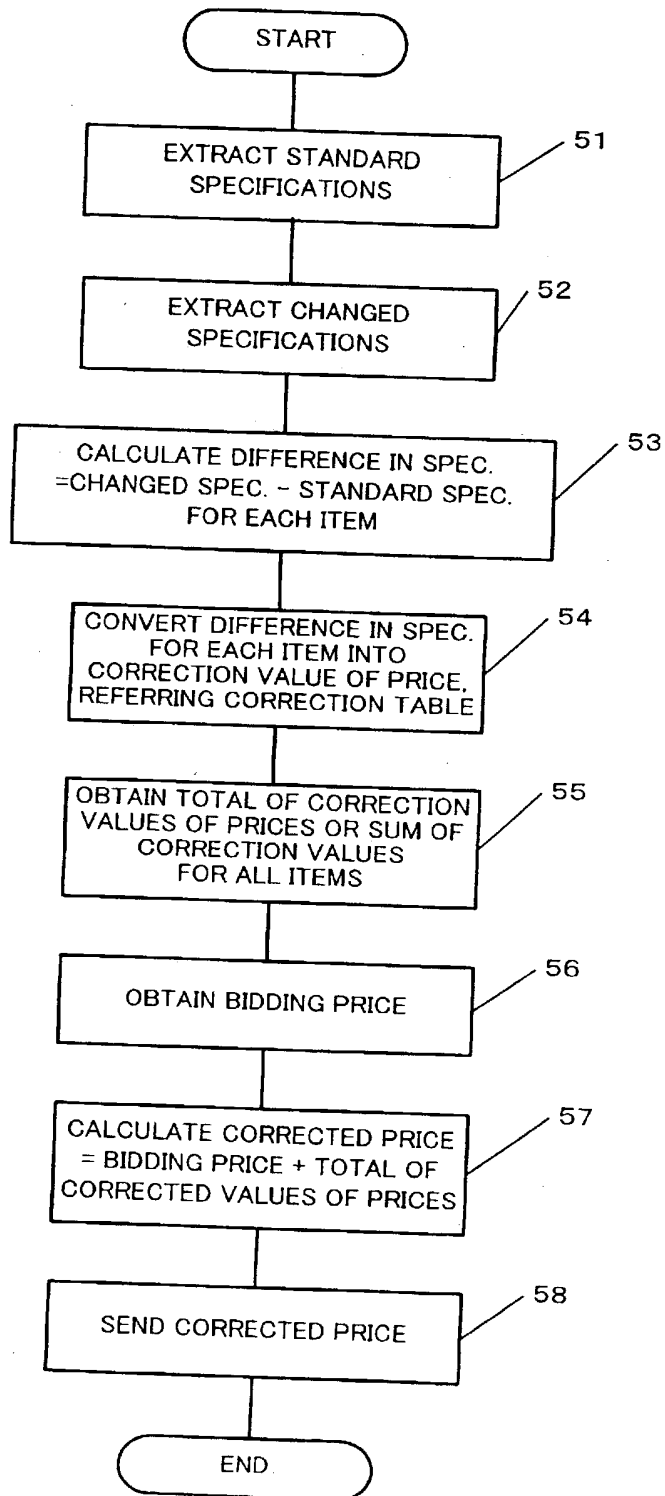 START
EXTRACT STANDARD
SPECIFICATIONS
51
EXTRACT CHANGED
SPECIFICATIONS
52
CALCULATE DIFFERENCE IN SPEC.
=CHANGED SPEC. - STANDARD SPEC.
FOR EACH ITEM
53
CONVERT DIFFERENCE IN SPEC.
FOR EACH ITEM INTO
CORRECTION VALUE OF PRICE,
REFERRING CORRECTION TABLE
54
OBTAIN TOTAL OF CORRECTION
VALUES OF PRICES OR SUM OF
CORRECTION VALUES
FOR ALL ITEMS
55
OBTAIN BIDDING PRICE
56
CALCULATE CORRECTED PRICE
= BIDDING PRICE + TOTAL OF
CORRECTED VALUES OF PRICES
57
SEND CORRECTED PRICE
58
END